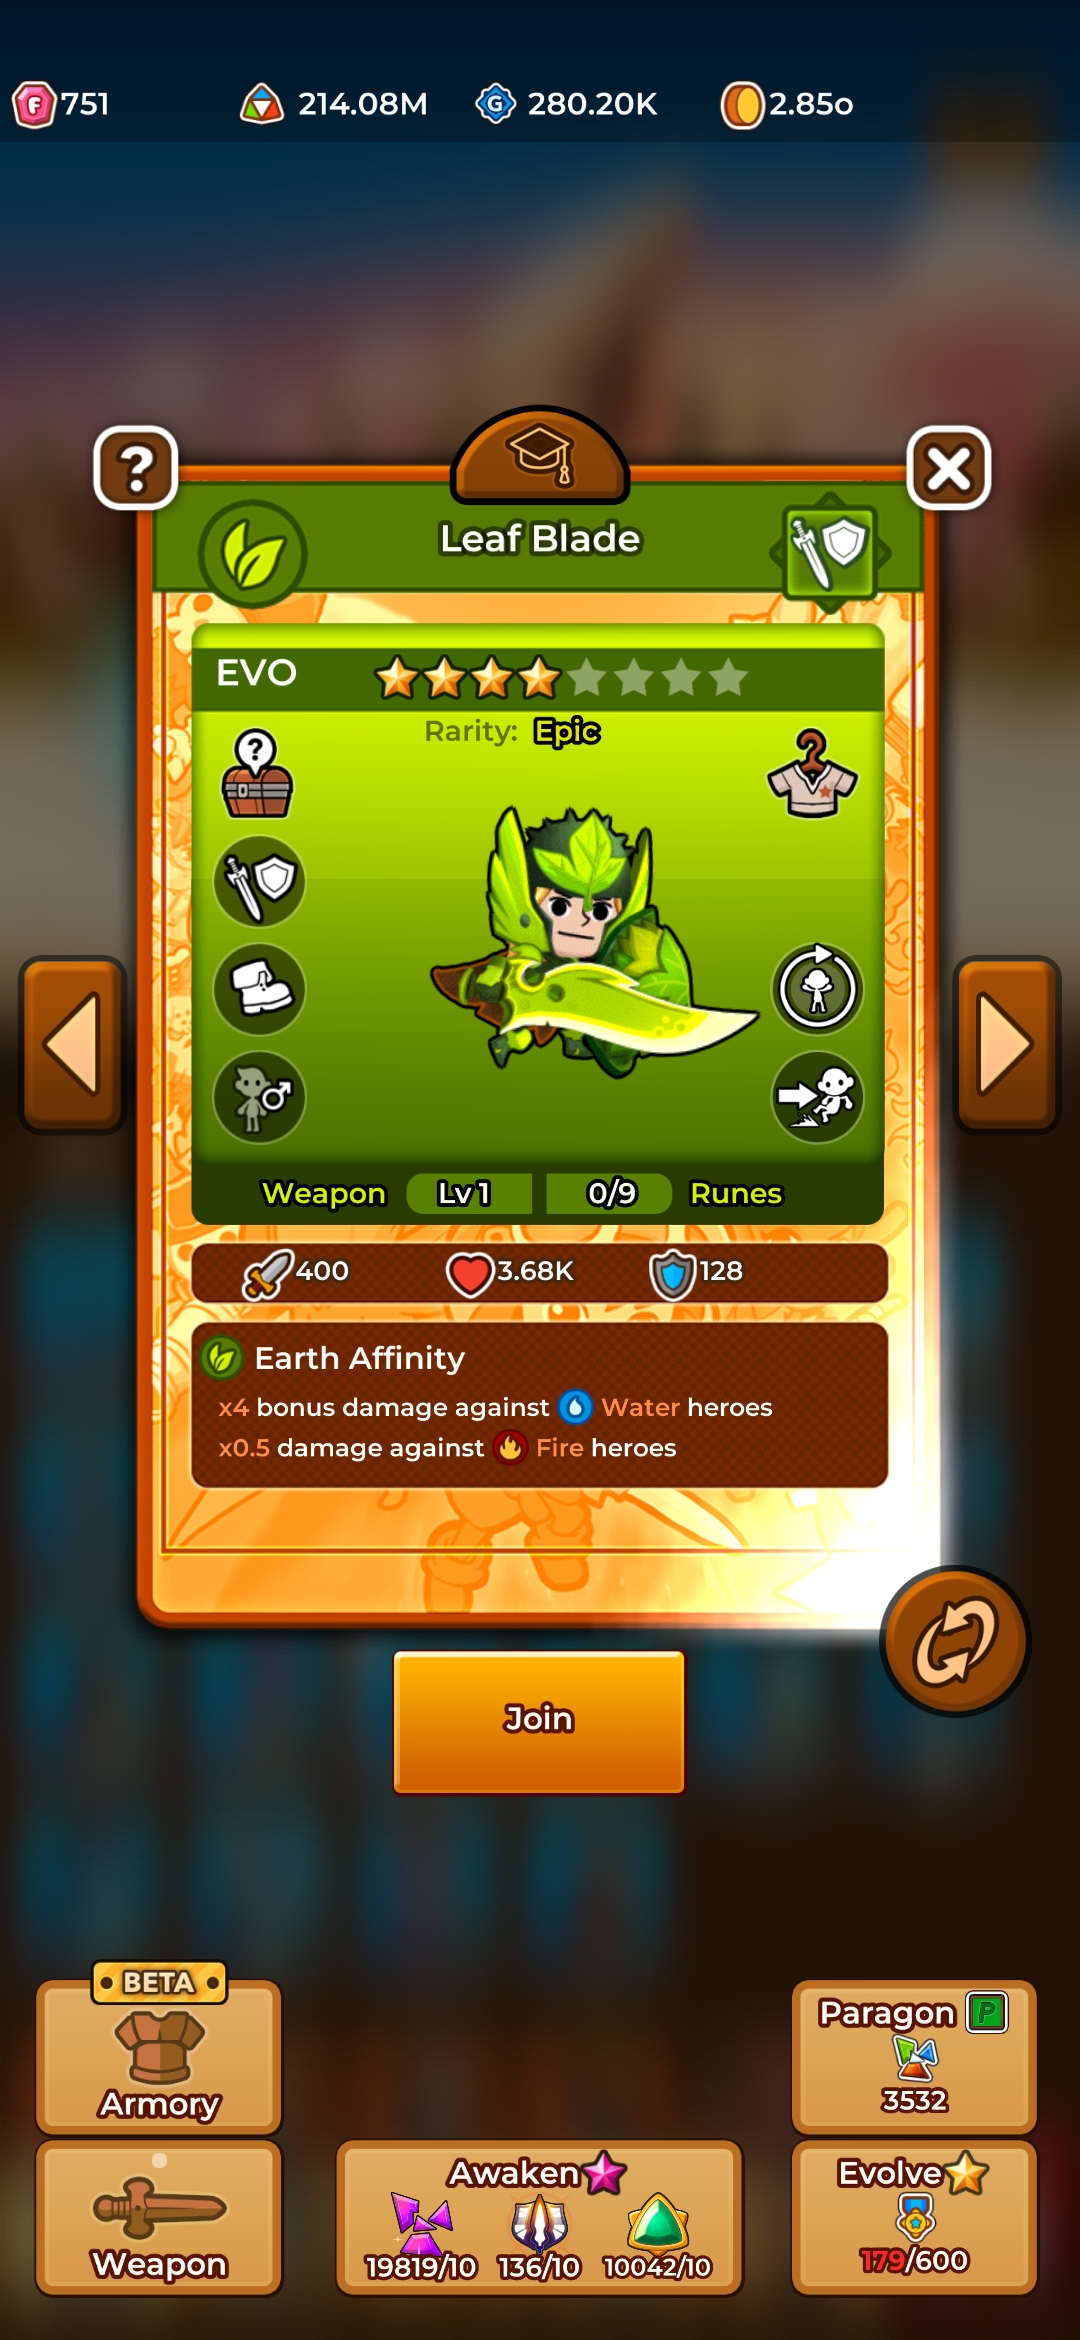 751 214.08M 280.20K 2.85o
Leaf Blade
EVO
Rarity: Epic
Weapon Lv 1 0/9 Runes
400 3.68K 128
Earth Affinity
x4 bonus damage against Water heroes
x0.5 damage against Fire heroes
Join
BETA
Armory
Paragon P
3532
Weapon
Awaken
19819/10 136/10 10042/10
Evolve
179/600